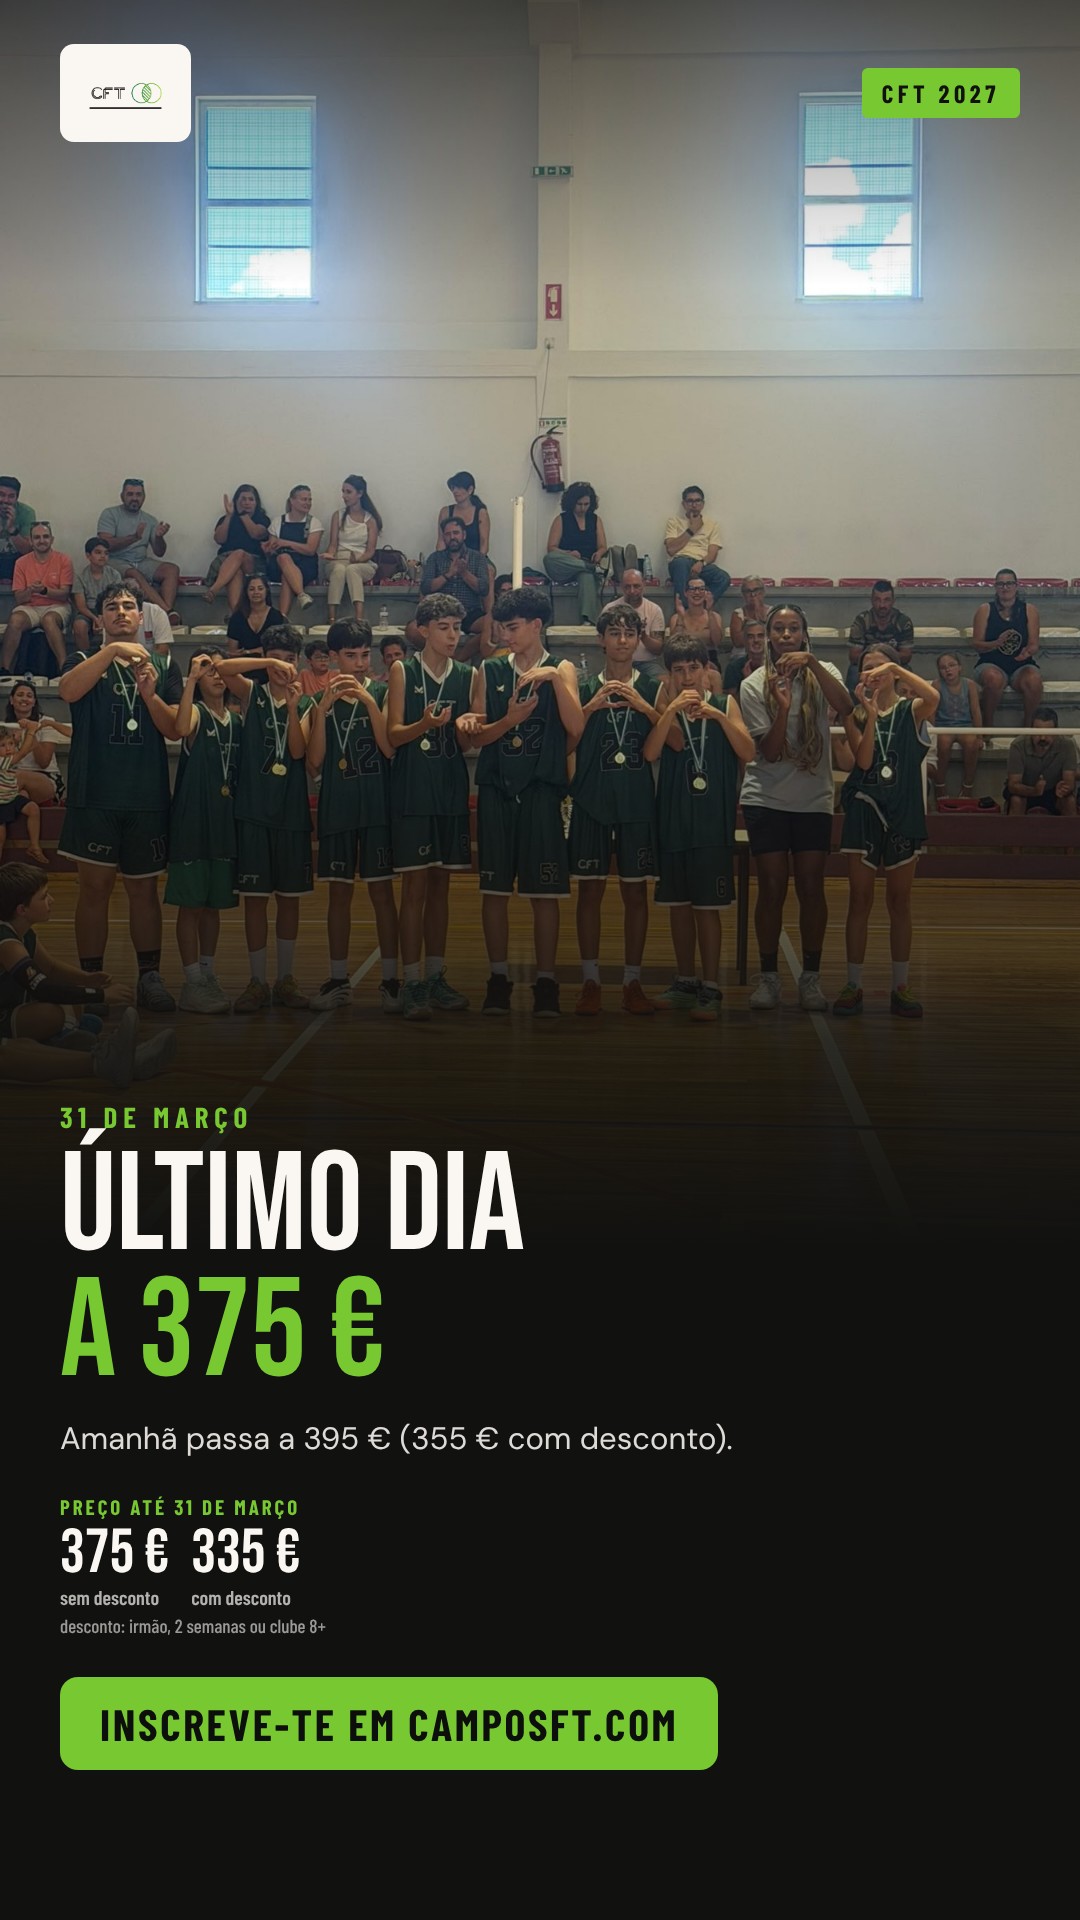 CFT
CFT 2027
31 DE MARÇO
ÚLTIMO DIA
A 375 €
Amanhã passa a 395 € (355 € com desconto).
PREÇO ATÉ 31 DE MARÇO
375 € 335 €
sem desconto com desconto
desconto: irmão, 2 semanas ou clube 8+
INSCREVE-TE EM CAMPOSFT.COM